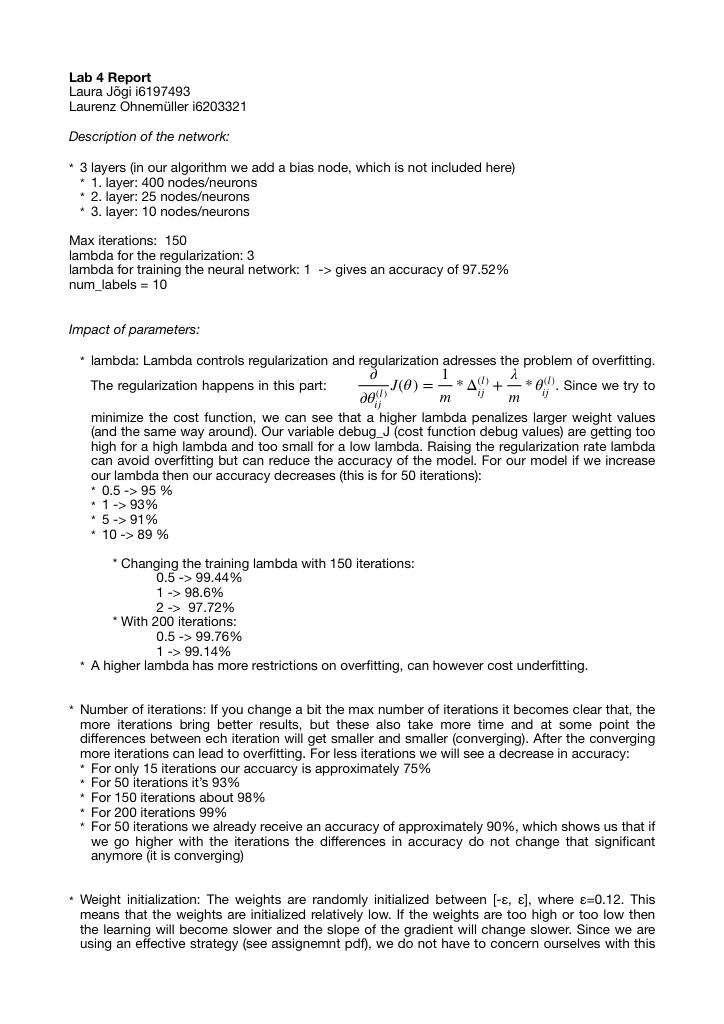 Lab 4 Report
Laura Jõgi i6197493
Laurenz Ohnemüller i6203321
Description of the network:
* 3 layers (in our algorithm we add a bias node, which is not included here)
* 1. layer: 400 nodes/neurons
* 2. layer: 25 nodes/neurons
* 3. layer: 10 nodes/neurons
Max iterations:  150
lambda for the regularization: 3
lambda for training the neural network: 1  -> gives an accuracy of 97.52%
num_labels = 10
Impact of parameters:
* lambda: Lambda controls regularization and regularization adresses the problem of overfitting.
The regularization happens in this part: ∂/∂θ_ij^(l) J(θ) = 1/m * Δ_ij^(l) + λ/m * θ_ij^(l). Since we try to
minimize the cost function, we can see that a higher lambda penalizes larger weight values
(and the same way around). Our variable debug_J (cost function debug values) are getting too
high for a high lambda and too small for a low lambda. Raising the regularization rate lambda
can avoid overfitting but can reduce the accuracy of the model. For our model if we increase
our lambda then our accuracy decreases (this is for 50 iterations):
* 0.5 -> 95 %
* 1 -> 93%
* 5 -> 91%
* 10 -> 89 %
* Changing the training lambda with 150 iterations:
0.5 -> 99.44%
1 -> 98.6%
2 ->  97.72%
* With 200 iterations:
0.5 -> 99.76%
1 -> 99.14%
* A higher lambda has more restrictions on overfitting, can however cost underfitting.
* Number of iterations: If you change a bit the max number of iterations it becomes clear that, the
more iterations bring better results, but these also take more time and at some point the
differences between ech iteration will get smaller and smaller (converging). After the converging
more iterations can lead to overfitting. For less iterations we will see a decrease in accuracy:
* For only 15 iterations our accuarcy is approximately 75%
* For 50 iterations it's 93%
* For 150 iterations about 98%
* For 200 iterations 99%
* For 50 iterations we already receive an accuracy of approximately 90%, which shows us that if
we go higher with the iterations the differences in accuracy do not change that significant
anymore (it is converging)
* Weight initialization: The weights are randomly initialized between [-ε, ε], where ε=0.12. This
means that the weights are initialized relatively low. If the weights are too high or too low then
the learning will become slower and the slope of the gradient will change slower. Since we are
using an effective strategy (see assignemnt pdf), we do not have to concern ourselves with this